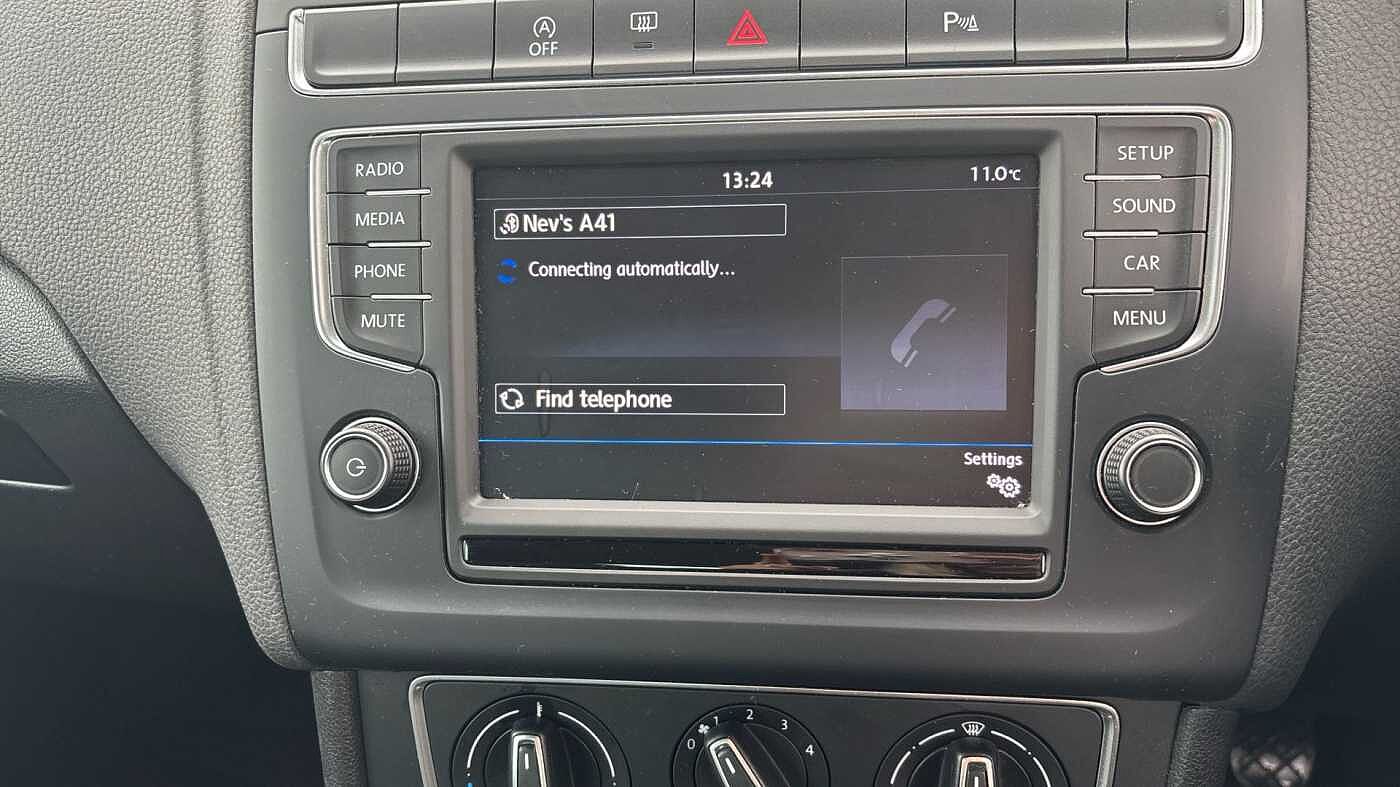 A
OFF
P
RADIO
MEDIA
PHONE
MUTE
13:24
11.0°C
Nev's A41
Connecting automatically...
Find telephone
Settings
SETUP
SOUND
CAR
MENU
0 1 2 3 4